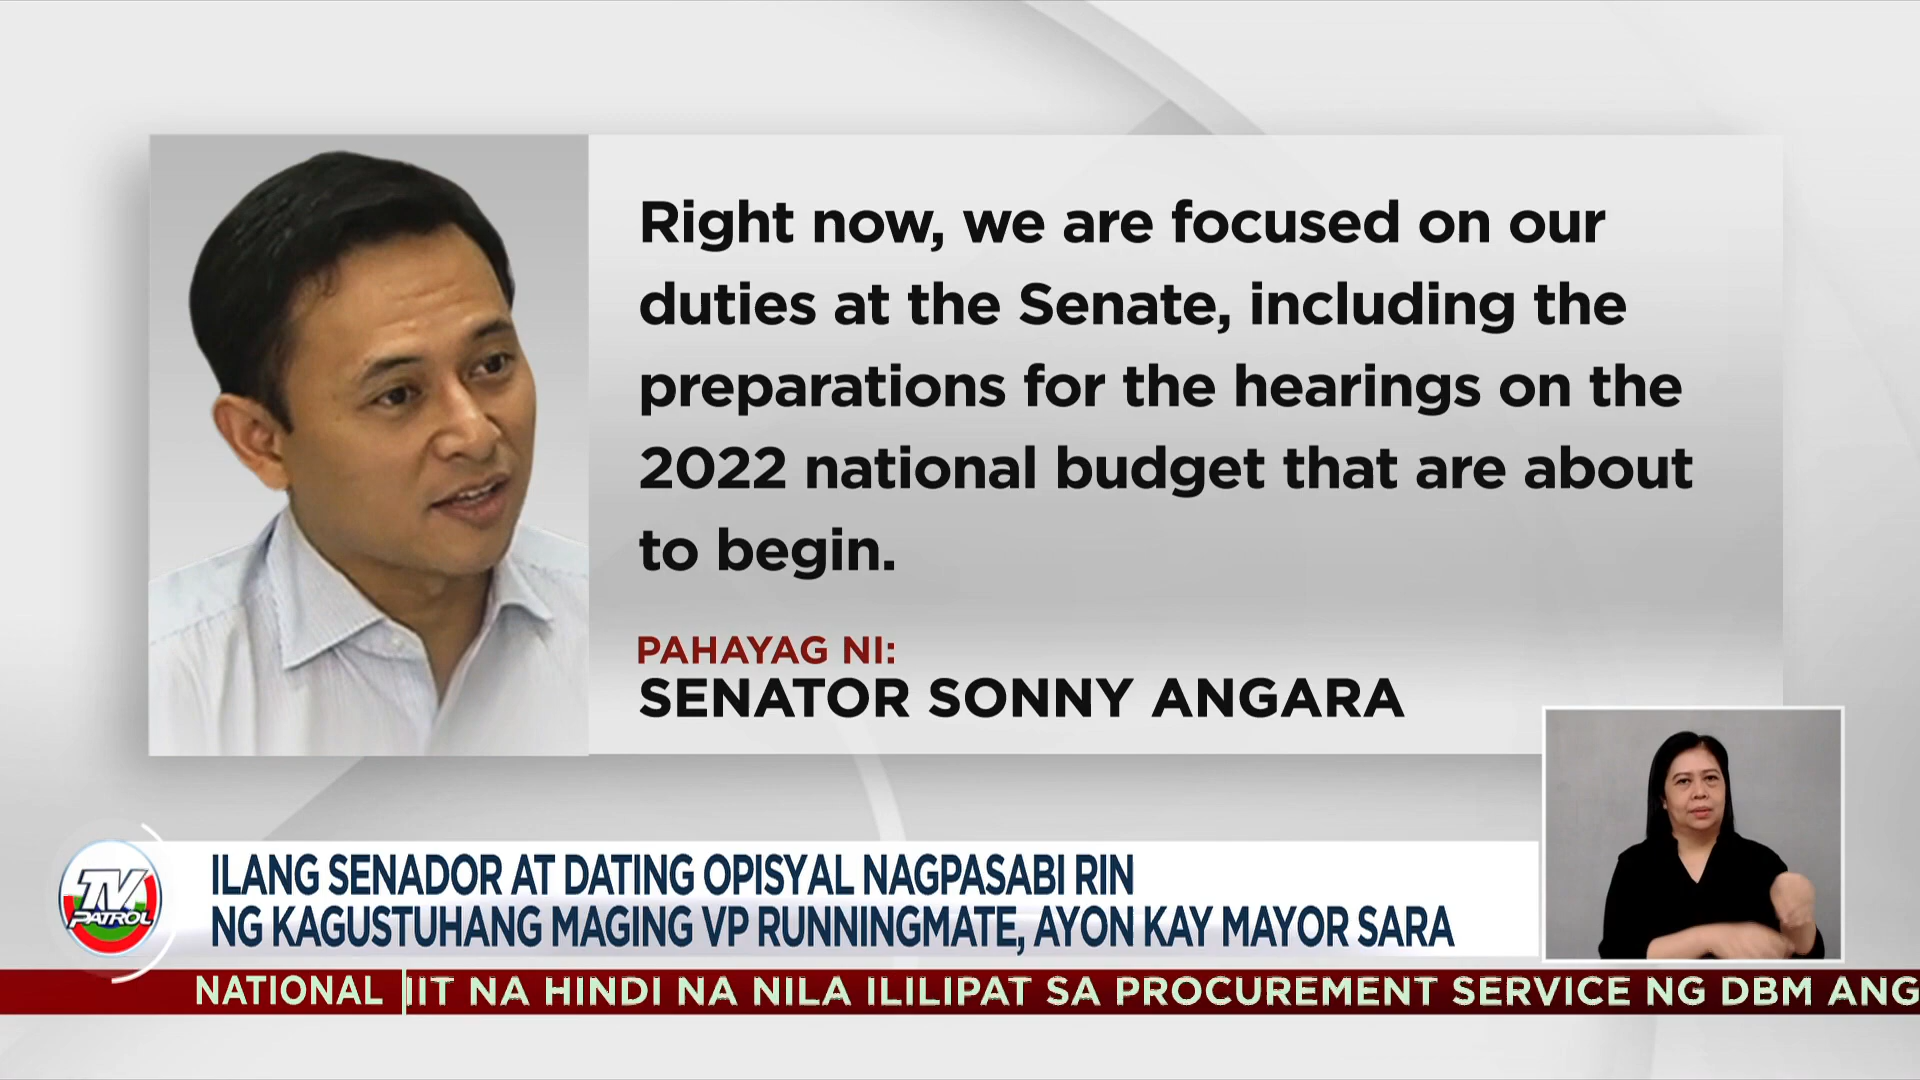 Right now, we are focused on our
duties at the Senate, including the
preparations for the hearings on the
2022 national budget that are about
to begin.
PAHAYAG NI:
SENATOR SONNY ANGARA
TV
PATROL
ILANG SENADOR AT DATING OPISYAL NAGPASABI RIN
NG KAGUSTUHANG MAGING VP RUNNINGMATE, AYON KAY MAYOR SARA
NATIONAL IIT NA HINDI NA NILA ILILIPAT SA PROCUREMENT SERVICE NG DBM ANG